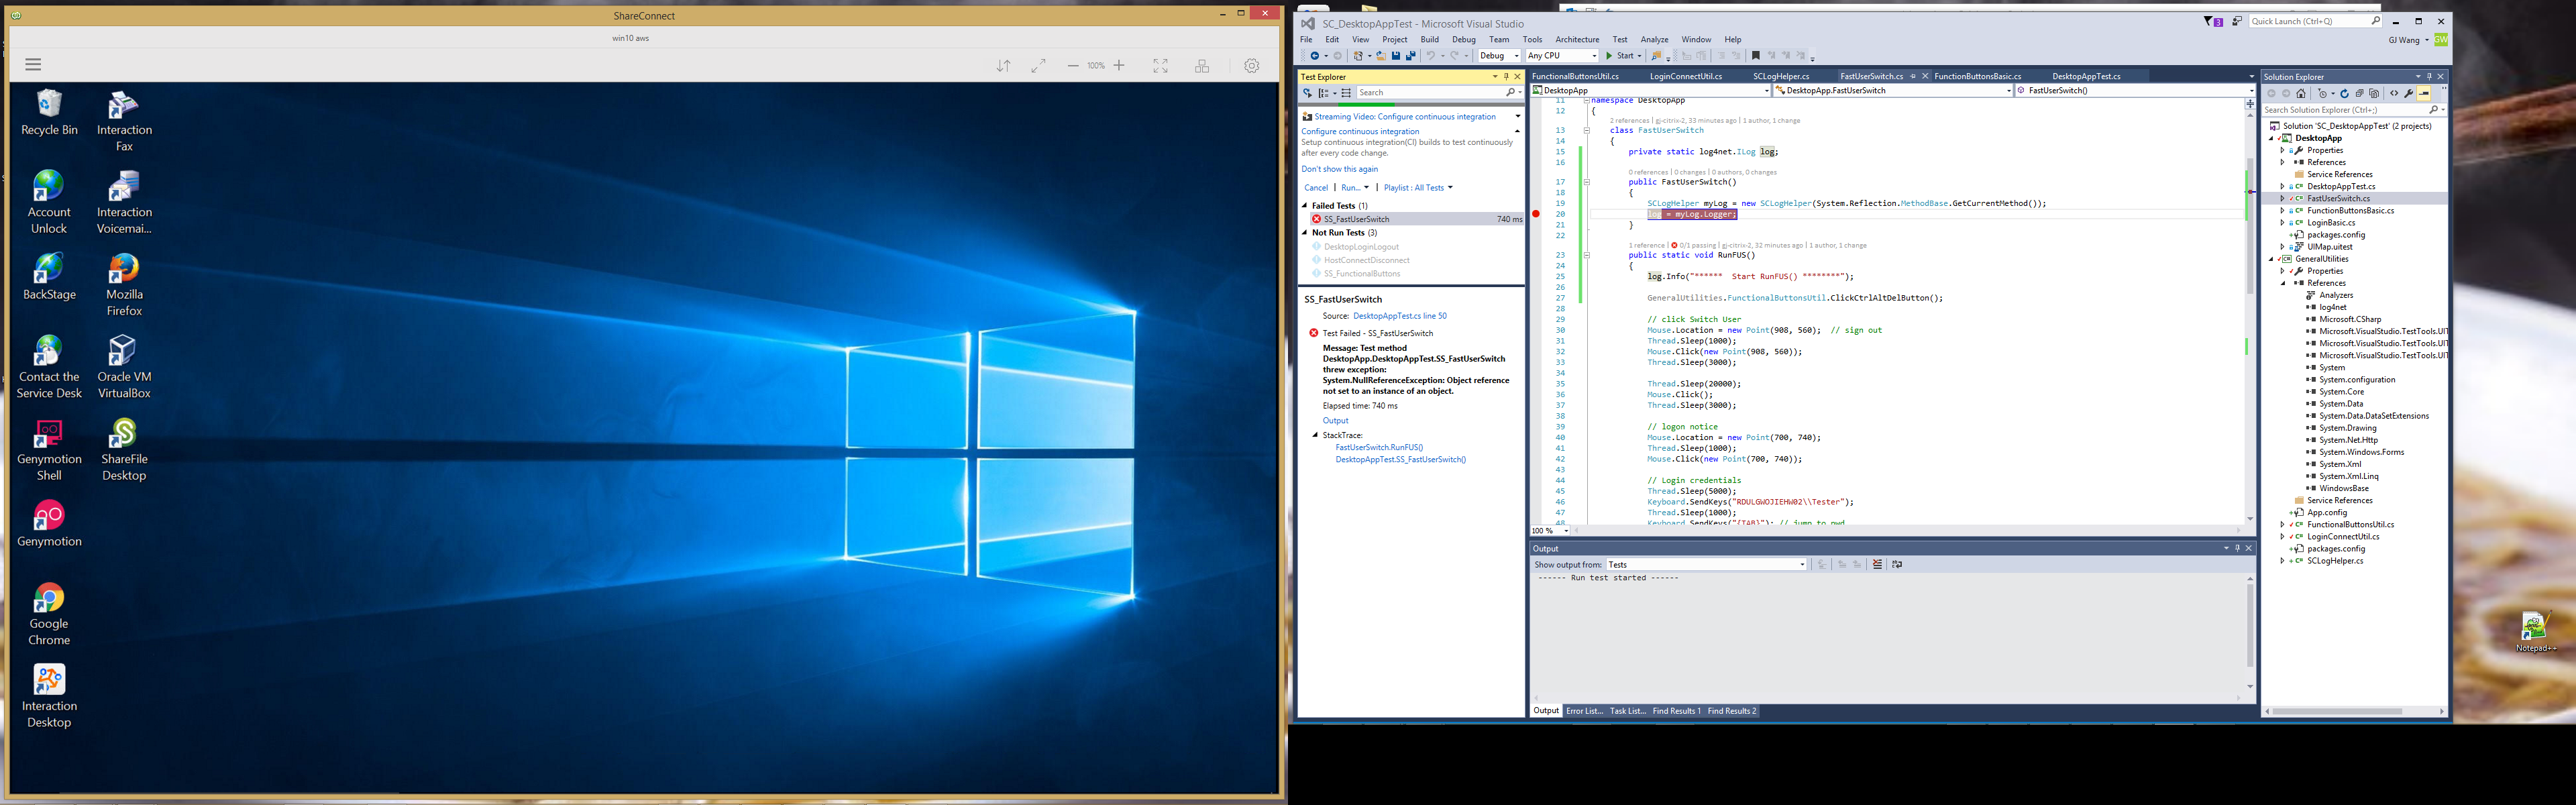 ShareConnect
win10 aws
100%
Recycle Bin
Interaction Fax
Account Unlock
Interaction Voicemai...
BackStage
Mozilla Firefox
Contact the Service Desk
Oracle VM VirtualBox
Genymotion Shell
ShareFile Desktop
Genymotion
Google Chrome
Interaction Desktop
SC_DesktopAppTest - Microsoft Visual Studio
3
Quick Launch (Ctrl+Q)
File Edit View Project Build Debug Team Tools Architecture Test Analyze Window Help
GJ Wang GW
Debug Any CPU Start
Test Explorer
Search
Streaming Video: Configure continuous integration
Configure continuous integration
Setup continuous integration(CI) builds to test continuously
after every code change.
Don't show this again
Cancel | Run... | Playlist : All Tests
Failed Tests (1)
SS_FastUserSwitch 740 ms
Not Run Tests (3)
DesktopLoginLogout
HostConnectDisconnect
SS_FunctionalButtons
SS_FastUserSwitch
Source: DesktopAppTest.cs line 50
Test Failed - SS_FastUserSwitch
Message: Test method
DesktopApp.DesktopAppTest.SS_FastUserSwitch
threw exception:
System.NullReferenceException: Object reference
not set to an instance of an object.
Elapsed time: 740 ms
Output
StackTrace:
FastUserSwitch.RunFUS()
DesktopAppTest.SS_FastUserSwitch()
FunctionalButtonsUtil.cs LoginConnectUtil.cs SCLogHelper.cs FastUserSwitch.cs FunctionButtonsBasic.cs DesktopAppTest.cs
DesktopApp DesktopApp.FastUserSwitch FastUserSwitch()
11 namespace DesktopApp
12 {
2 references | gj-citrix-2, 33 minutes ago | 1 author, 1 change
13 class FastUserSwitch
14 {
15 private static log4net.ILog log;
16
0 references | 0 changes | 0 authors, 0 changes
17 public FastUserSwitch()
18 {
19 SCLogHelper myLog = new SCLogHelper(System.Reflection.MethodBase.GetCurrentMethod());
20 log = myLog.Logger;
21 }
22
1 reference | 0/1 passing | gj-citrix-2, 32 minutes ago | 1 author, 1 change
23 public static void RunFUS()
24 {
25 log.Info("****** Start RunFUS() ********");
26
27 GeneralUtilities.FunctionalButtonsUtil.ClickCtrlAltDelButton();
28
29 // click Switch User
30 Mouse.Location = new Point(908, 560); // sign out
31 Thread.Sleep(1000);
32 Mouse.Click(new Point(908, 560));
33 Thread.Sleep(3000);
34
35 Thread.Sleep(20000);
36 Mouse.Click();
37 Thread.Sleep(3000);
38
39 // logon notice
40 Mouse.Location = new Point(700, 740);
41 Thread.Sleep(1000);
42 Mouse.Click(new Point(700, 740));
43
44 // Login credentials
45 Thread.Sleep(5000);
46 Keyboard.SendKeys("RDULGWOJIEHW02\\Tester");
47 Thread.Sleep(1000);
48 Keyboard.SendKeys("{TAB}"); // jump to pwd
100 %
Output
Show output from: Tests
------ Run test started ------
Output Error List... Task List... Find Results 1 Find Results 2
Solution Explorer
Search Solution Explorer (Ctrl+;)
Solution 'SC_DesktopAppTest' (2 projects)
DesktopApp
Properties
References
Service References
DesktopAppTest.cs
FastUserSwitch.cs
FunctionButtonsBasic.cs
LoginBasic.cs
packages.config
UIMap.uitest
GeneralUtilities
Properties
References
Analyzers
log4net
Microsoft.CSharp
Microsoft.VisualStudio.TestTools.UIT
Microsoft.VisualStudio.TestTools.UIT
Microsoft.VisualStudio.TestTools.UIT
System
System.configuration
System.Core
System.Data
System.Data.DataSetExtensions
System.Drawing
System.Net.Http
System.Windows.Forms
System.Xml
System.Xml.Linq
WindowsBase
Service References
App.config
FunctionalButtonsUtil.cs
LoginConnectUtil.cs
packages.config
SCLogHelper.cs
Notepad++